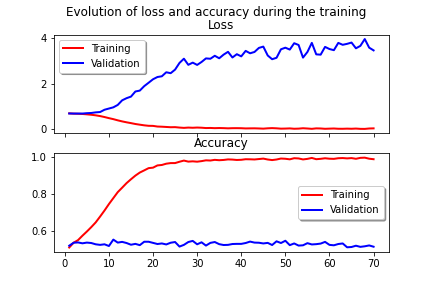 Evolution of loss and accuracy during the training
Loss
4
2
0
Training
Validation
Accuracy
1.0
0.8
0.6
Training
Validation
0 10 20 30 40 50 60 70